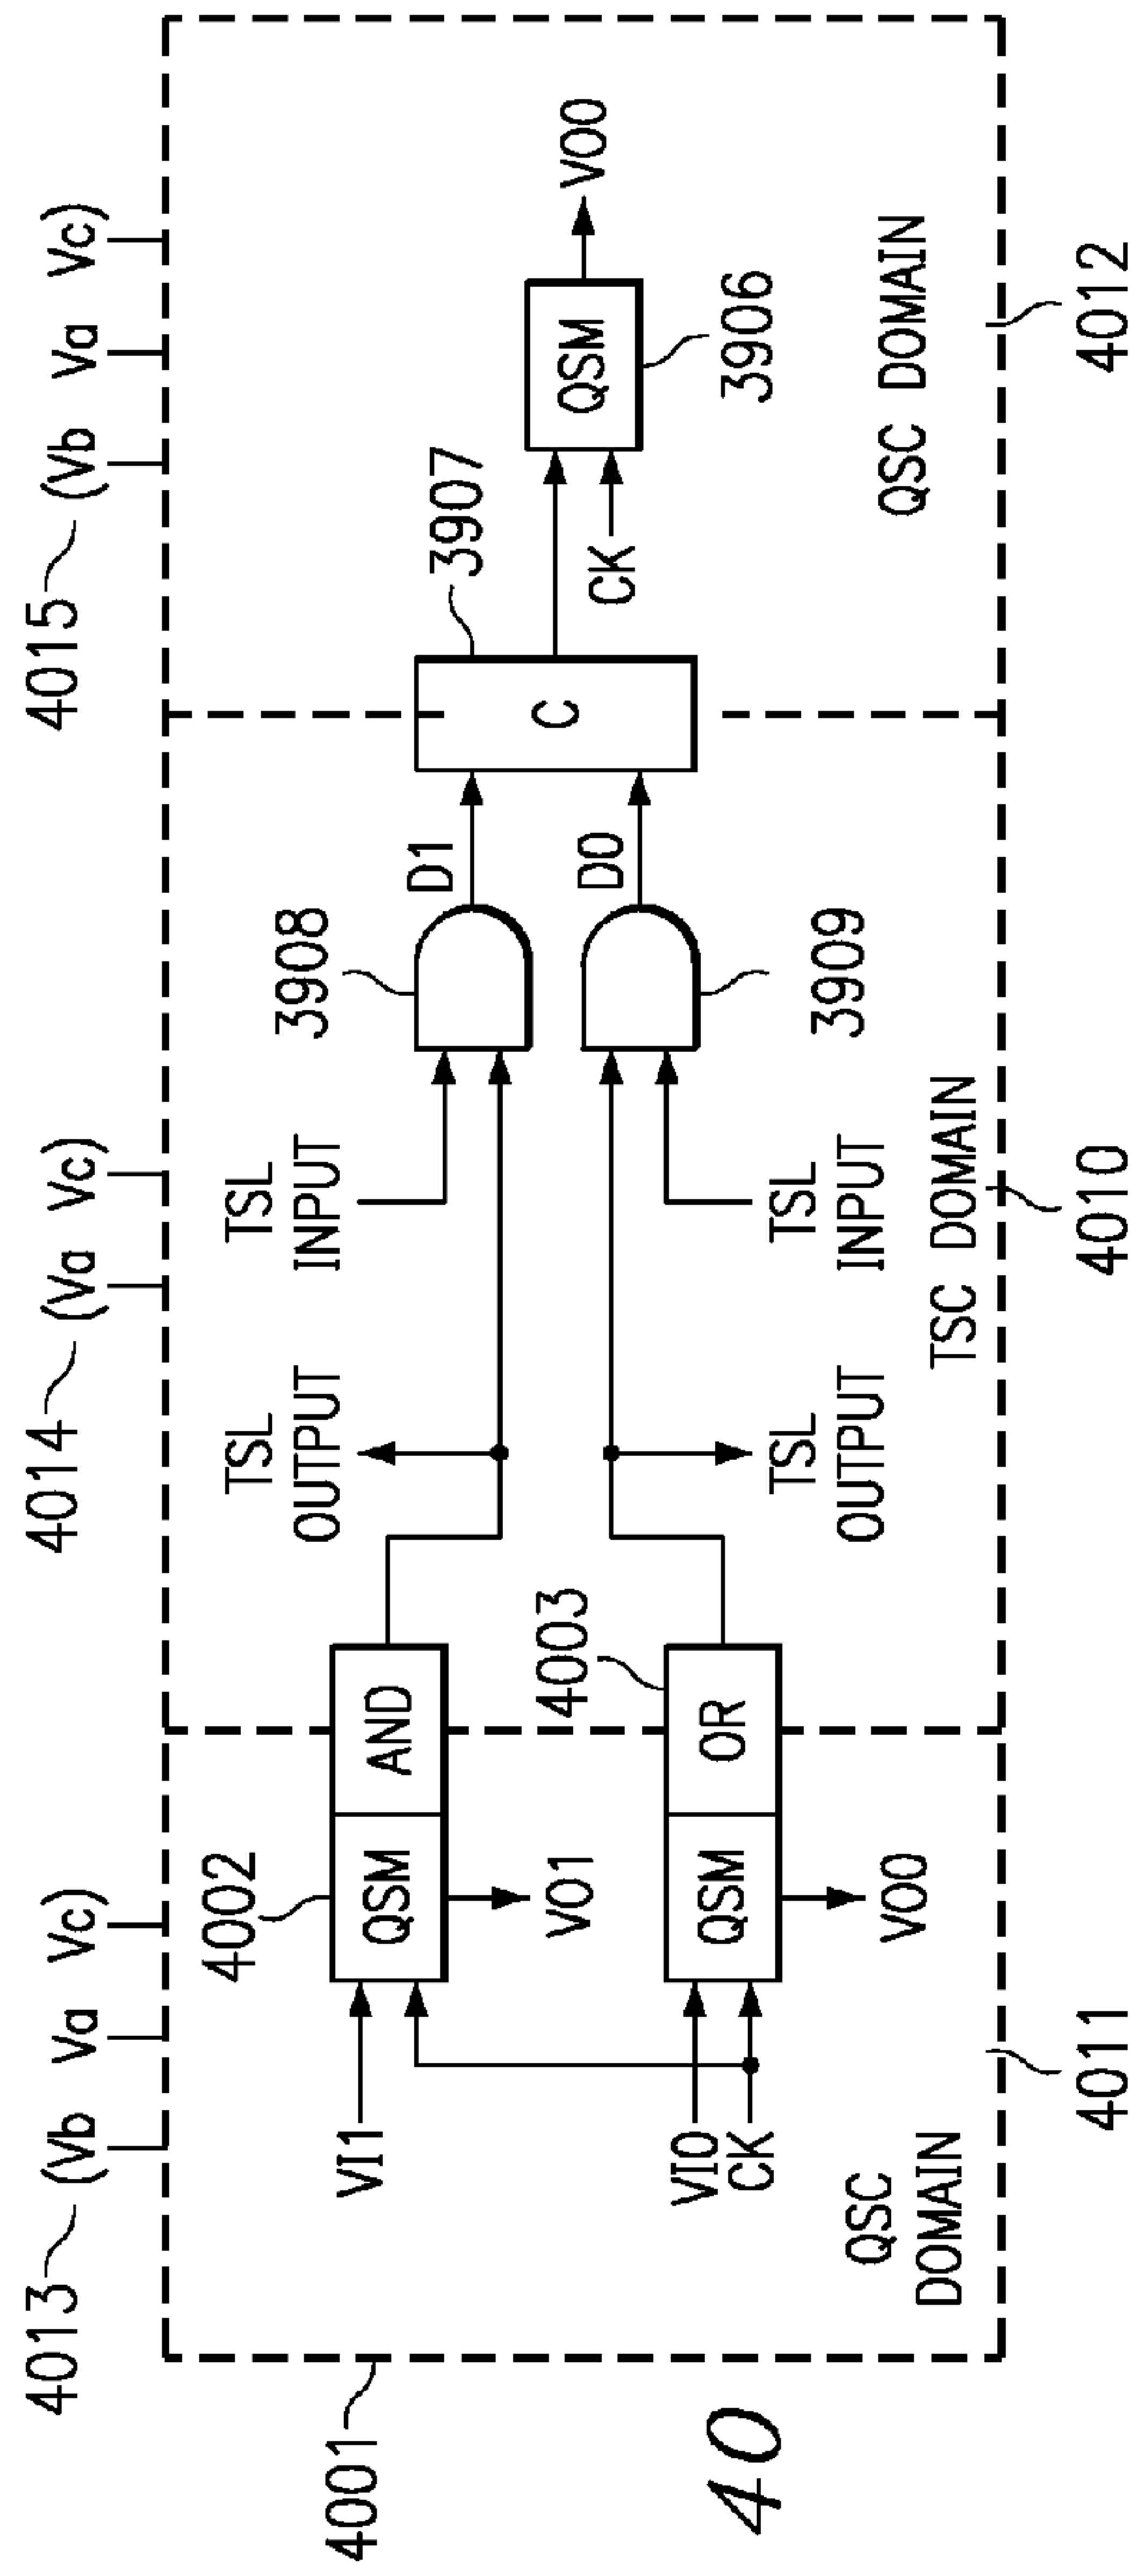 4013 (Vb Va Vc)
4014 (Va Vc)
4015 (Vb Va Vc)
4001
4002
VI1
QSM
AND
VO1
TSL
OUTPUT
TSL
INPUT
3908
D1
3907
C
CK
QSM
VOO
3906
4003
VIO
CK
QSM
OR
VOO
TSL
OUTPUT
TSL
INPUT
3909
DO
QSC
DOMAIN
TSC DOMAIN
QSC DOMAIN
4011
4010
4012
40